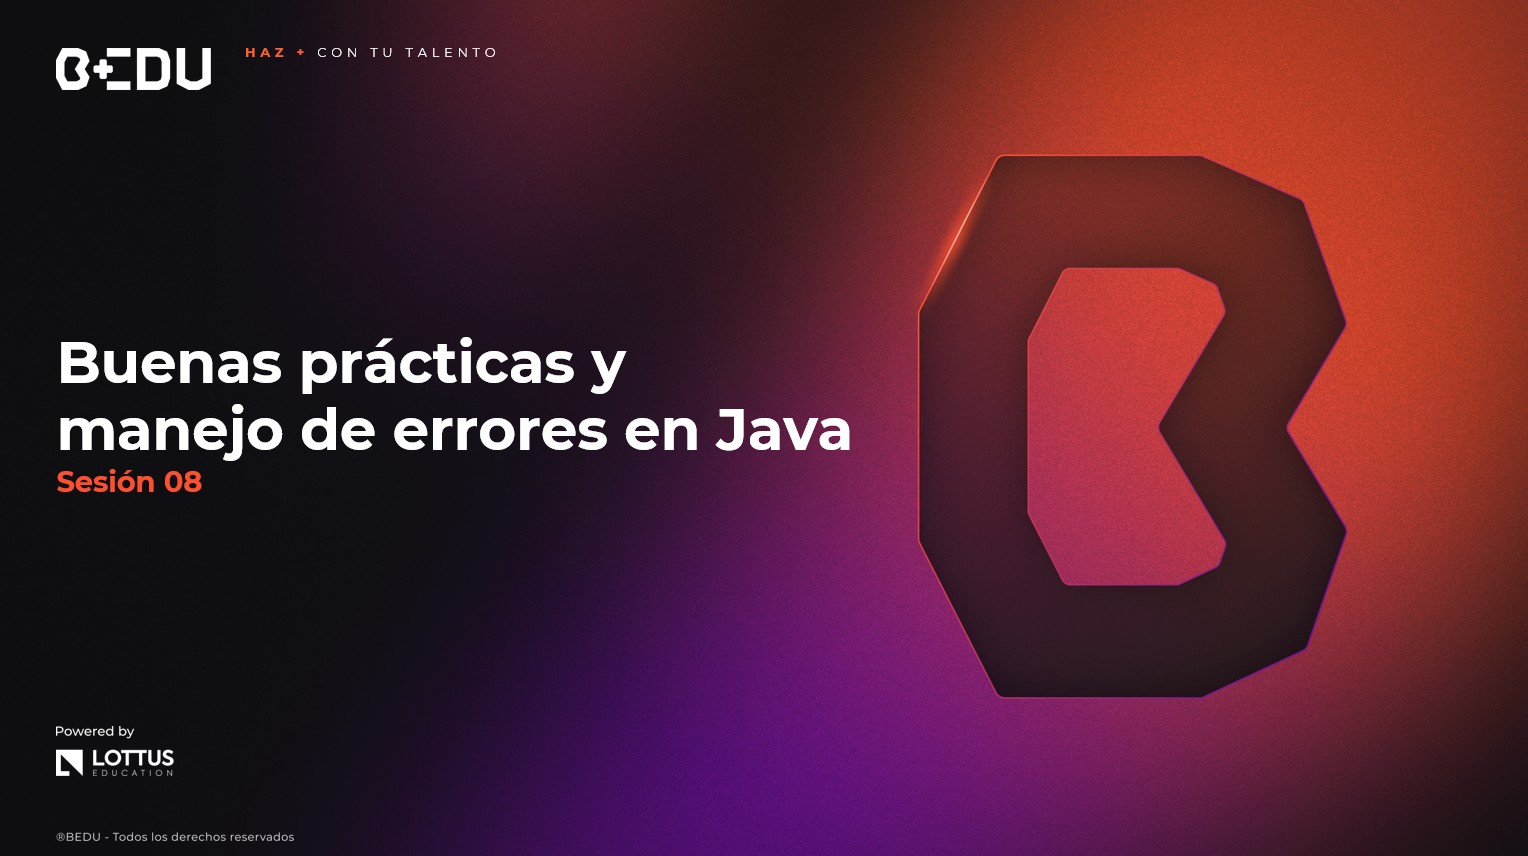 B+EDU
HAZ + CON TU TALENTO
Buenas prácticas y
manejo de errores en Java
Sesión 08
Powered by
LOTTUS
EDUCATION
®BEDU - Todos los derechos reservados